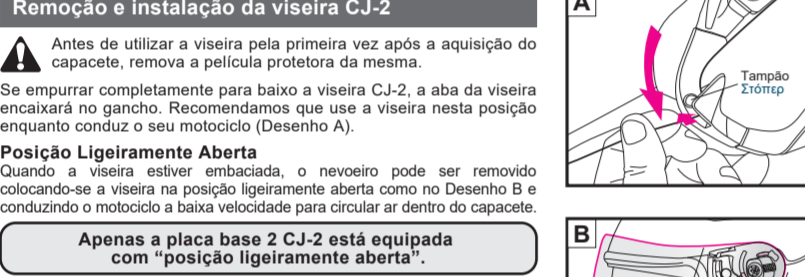 Remoção e instalação da viseira CJ-2
Antes de utilizar a viseira pela primeira vez após a aquisição do
capacete, remova a película protetora da mesma.
Se empurrar completamente para baixo a viseira CJ-2, a aba da viseira
encaixará no gancho. Recomendamos que use a viseira nesta posição
enquanto conduz o seu motociclo (Desenho A).
Posição Ligeiramente Aberta
Quando a viseira estiver embaciada, o nevoeiro pode ser removido
colocando-se a viseira na posição ligeiramente aberta como no Desenho B e
conduzindo o motociclo a baixa velocidade para circular ar dentro do capacete.
Apenas a placa base 2 CJ-2 está equipada
com “posição ligeiramente aberta”.
A
Tampão
Στόπερ
B